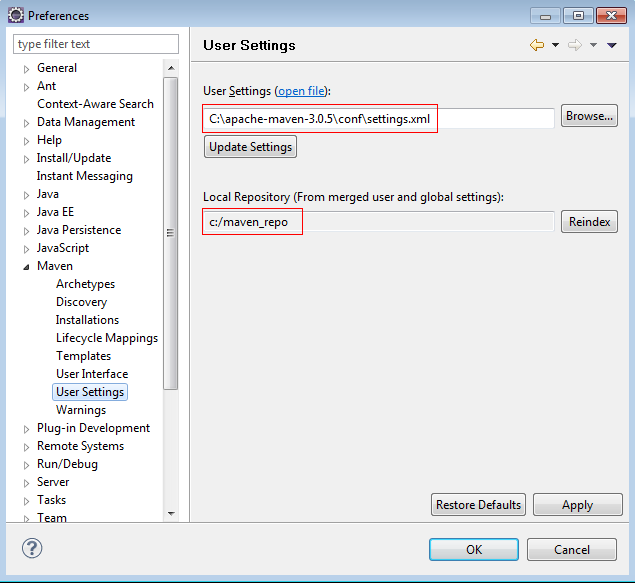 Preferences
type filter text
General
Ant
Context-Aware Search
Data Management
Help
Install/Update
Instant Messaging
Java
Java EE
Java Persistence
JavaScript
Maven
Archetypes
Discovery
Installations
Lifecycle Mappings
Templates
User Interface
User Settings
Warnings
Plug-in Development
Remote Systems
Run/Debug
Server
Tasks
Team
User Settings
User Settings (open file):
C:\apache-maven-3.0.5\conf\settings.xml
Browse...
Update Settings
Local Repository (From merged user and global settings):
c:/maven_repo
Reindex
Restore Defaults
Apply
?
OK
Cancel